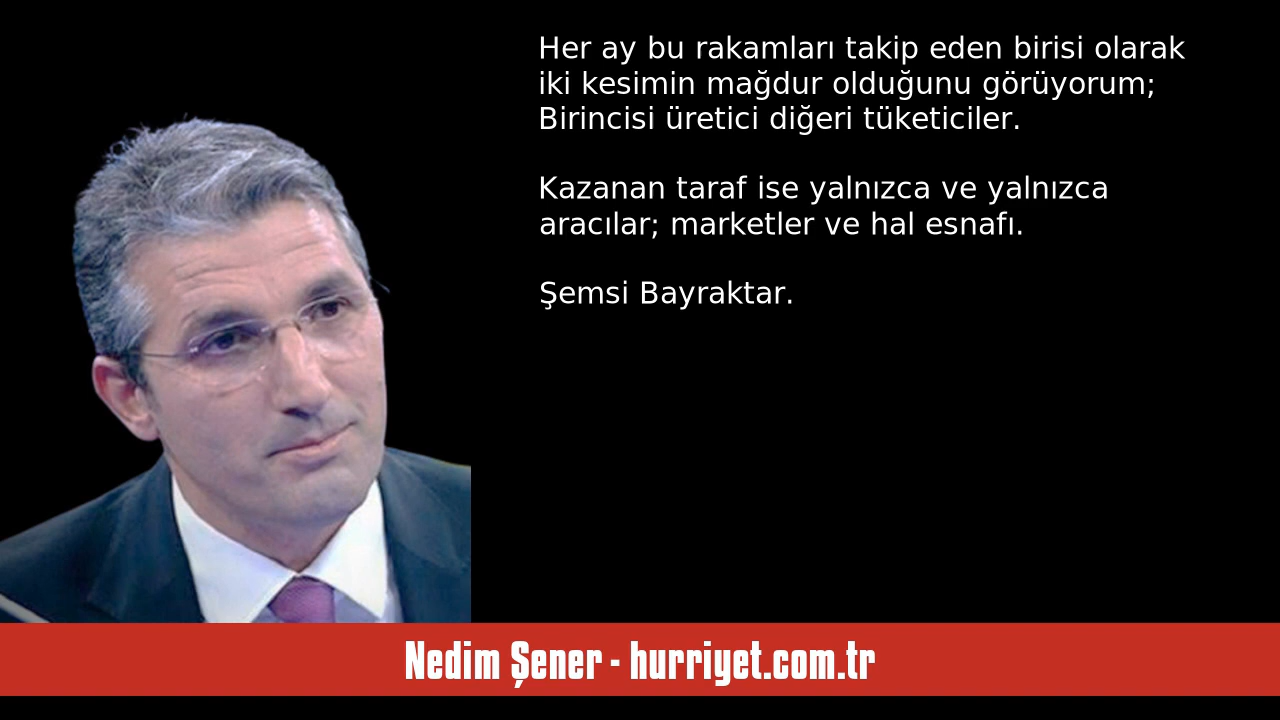 Her ay bu rakamları takip eden birisi olarak
iki kesimin mağdur olduğunu görüyorum;
Birincisi üretici diğeri tüketiciler.
Kazanan taraf ise yalnızca ve yalnızca
aracılar; marketler ve hal esnafı.
Şemsi Bayraktar.
Nedim Şener - hurriyet.com.tr